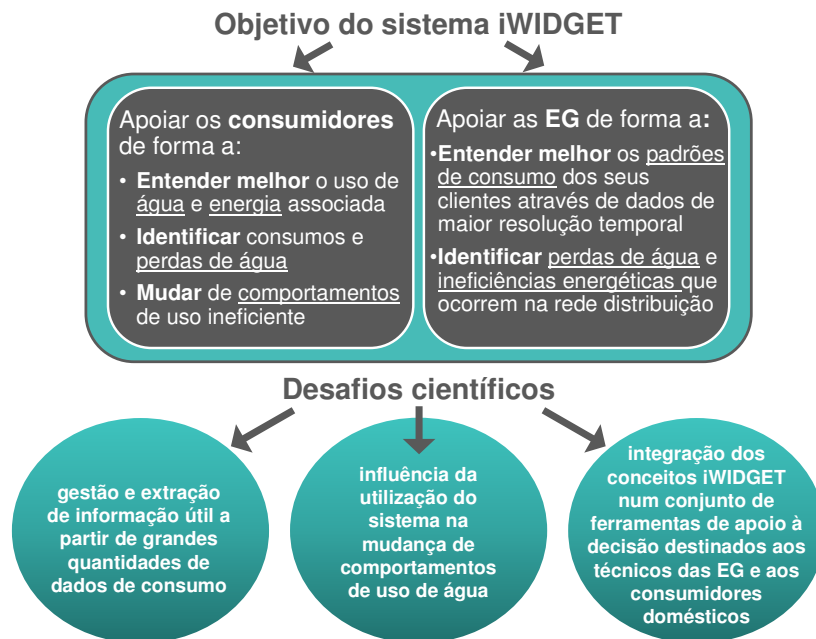 Objetivo do sistema iWIDGET
Apoiar os consumidores
de forma a:
• Entender melhor o uso de
água e energia associada
• Identificar consumos e
perdas de água
• Mudar de comportamentos
de uso ineficiente
Apoiar as EG de forma a:
•Entender melhor os padrões
de consumo dos seus
clientes através de dados de
maior resolução temporal
•Identificar perdas de água e
ineficiências energéticas que
ocorrem na rede distribuição
Desafios científicos
gestão e extração
de informação útil a
partir de grandes
quantidades de
dados de consumo
influência da
utilização do
sistema na
mudança de
comportamentos
de uso de água
integração dos
conceitos iWIDGET
num conjunto de
ferramentas de apoio à
decisão destinados aos
técnicos das EG e aos
consumidores
domésticos